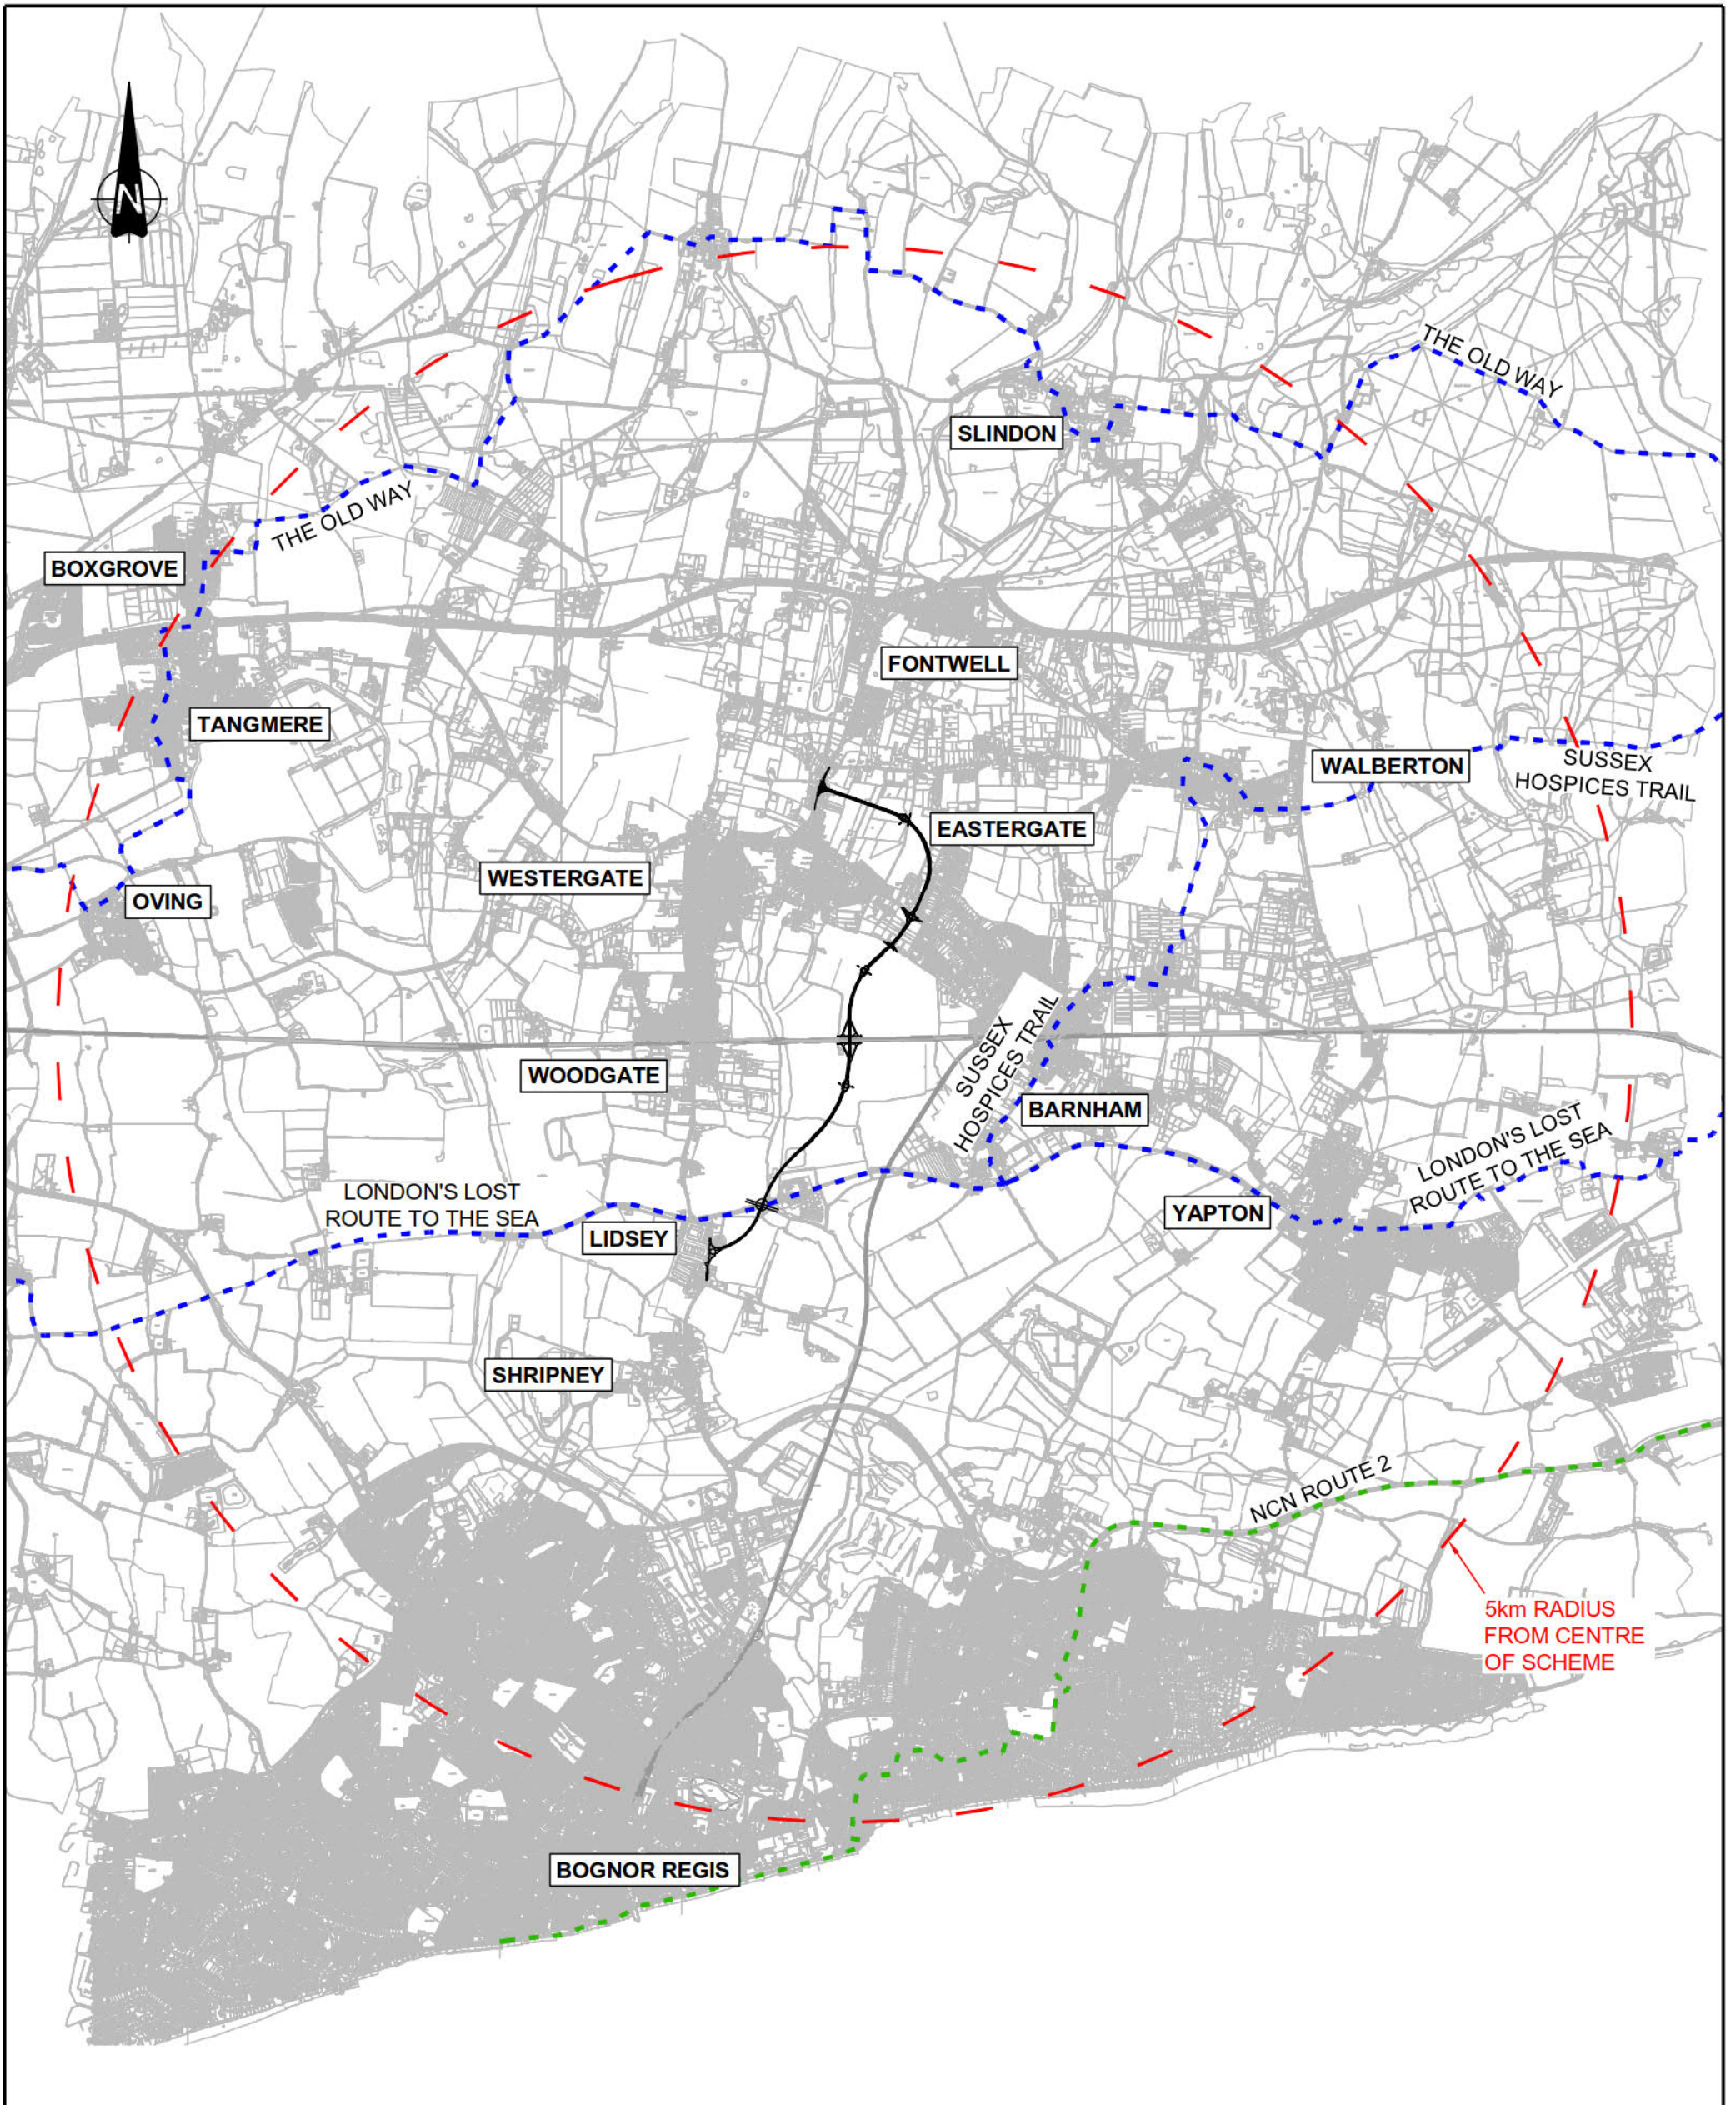 N
THE OLD WAY
SLINDON
THE OLD WAY
BOXGROVE
FONTWELL
TANGMERE
WALBERTON
SUSSEX
HOSPICES TRAIL
EASTERGATE
WESTERGATE
OVING
SUSSEX
HOSPICES TRAIL
WOODGATE
BARNHAM
LONDON'S LOST
ROUTE TO THE SEA
LONDON'S LOST
ROUTE TO THE SEA
YAPTON
LIDSEY
SHRIPNEY
NCN ROUTE 2
5km RADIUS
FROM CENTRE
OF SCHEME
BOGNOR REGIS